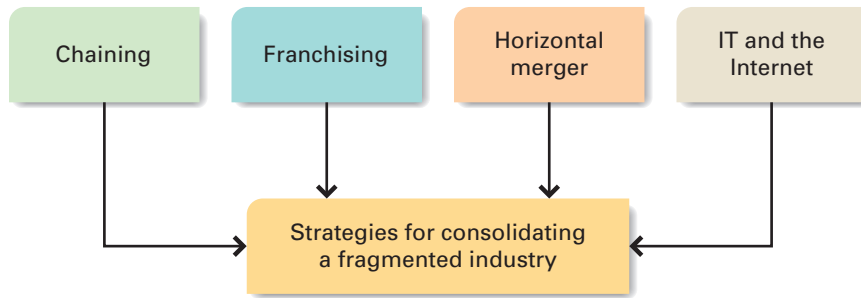 Chaining
Franchising
Horizontal
merger
IT and the
Internet
Strategies for consolidating
a fragmented industry